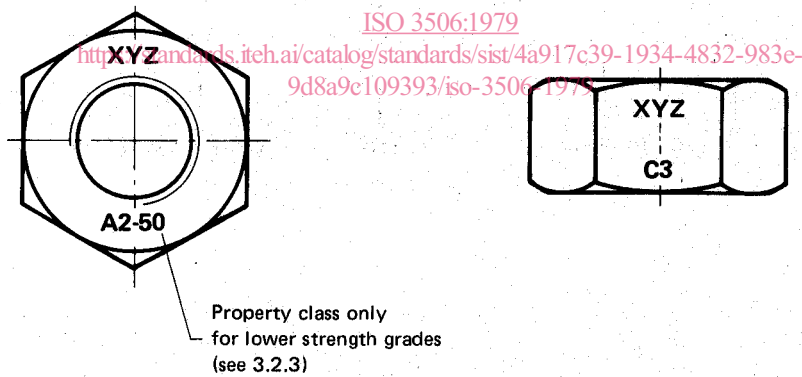 ISO 3506:1979
https://standards.iteh.ai/catalog/standards/sist/4a917c39-1934-4832-983e-
9d8a9c109393/iso-3506-1979
XYZ
A2-50
XYZ
C3
Property class only
for lower strength grades
(see 3.2.3)